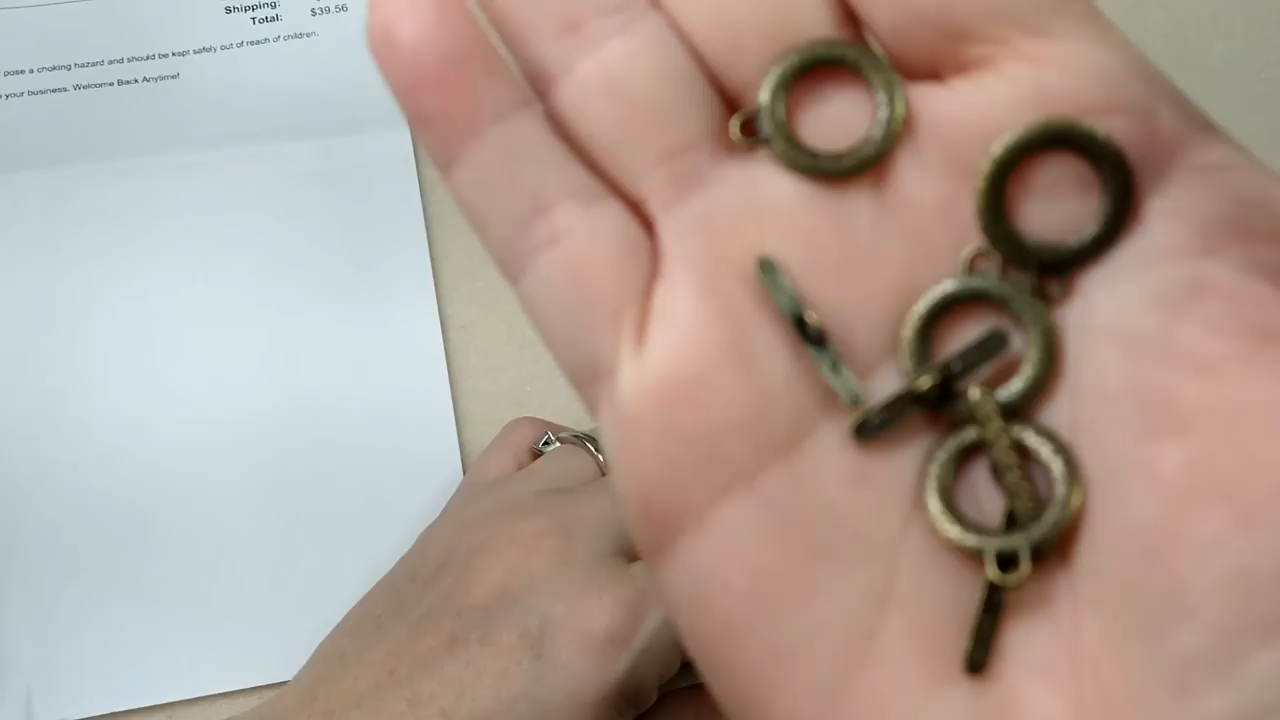 Shipping:
Total: $39.56
pose a choking hazard and should be kept safely out of reach of children.
your business. Welcome Back Anytime!